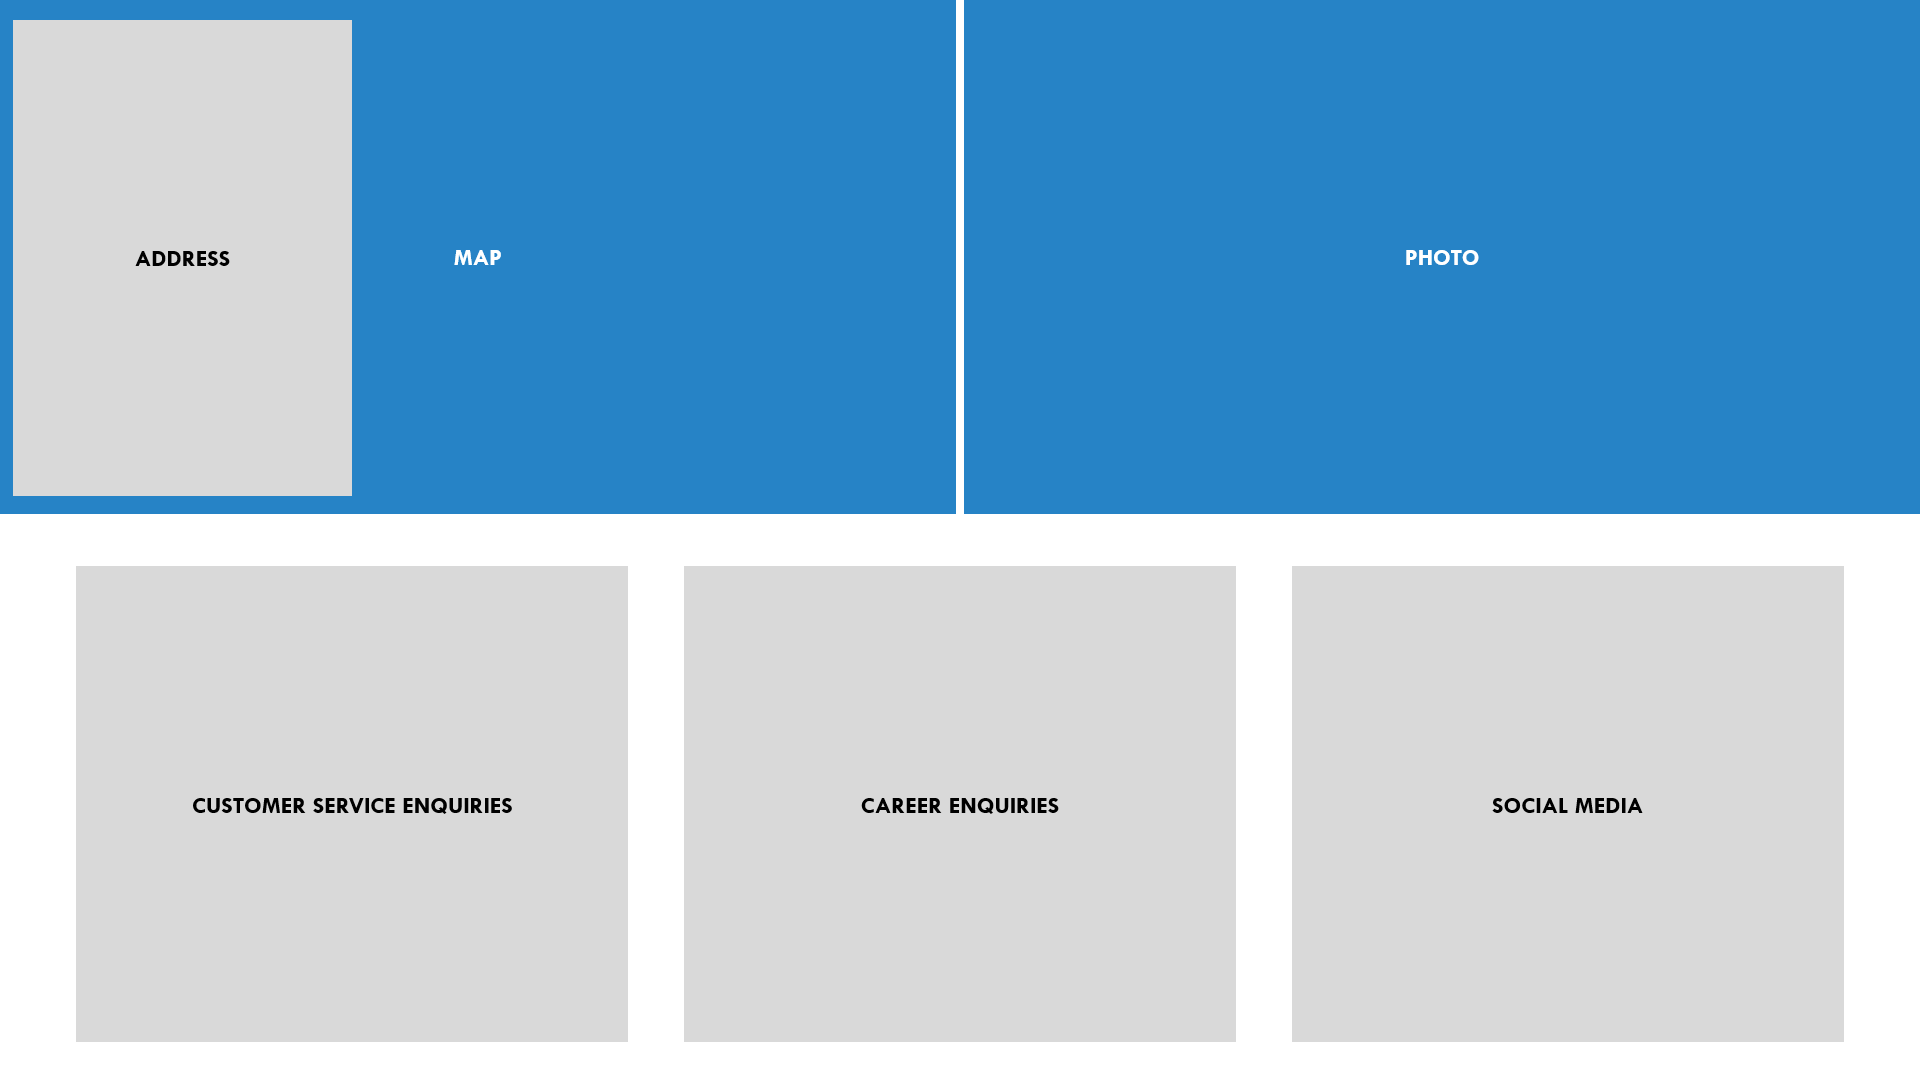 ADDRESS
MAP
PHOTO
CUSTOMER SERVICE ENQUIRIES
CAREER ENQUIRIES
SOCIAL MEDIA